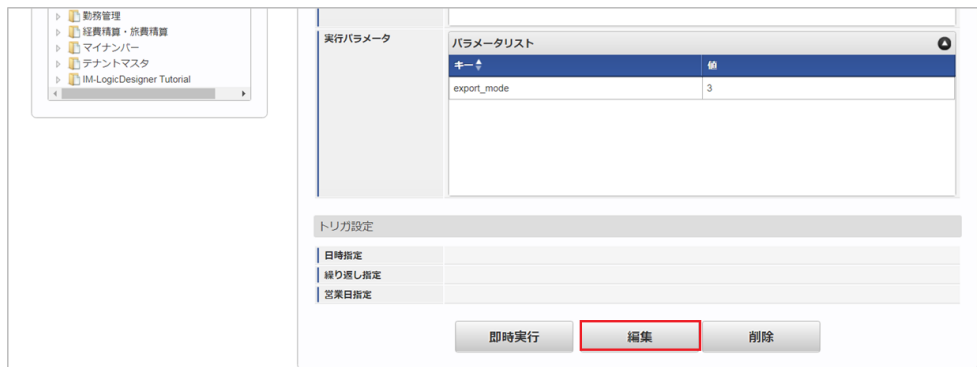 勤務管理
経費精算・旅費精算
マイナンバー
テナントマスタ
IM-LogicDesigner Tutorial
実行パラメータ
パラメータリスト
キー 値
export_mode 3
トリガ設定
日時指定
繰り返し指定
営業日指定
即時実行 編集 削除